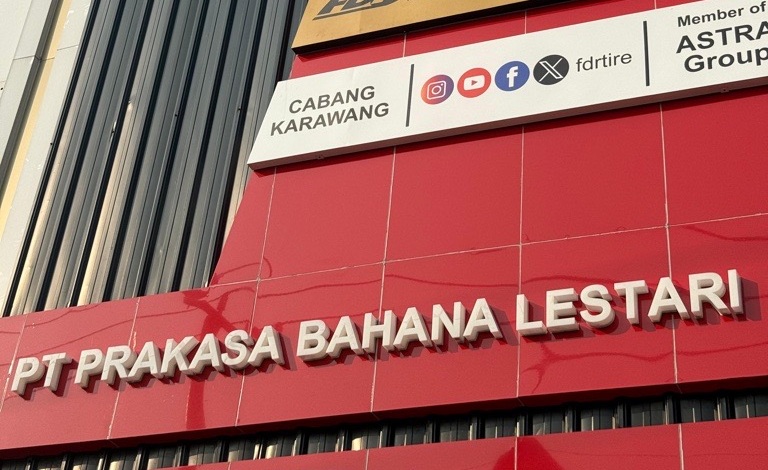 CABANG
KARAWANG
fdrtire
Member of
ASTRA
Group
PT PRAKASA BAHANA LESTARI